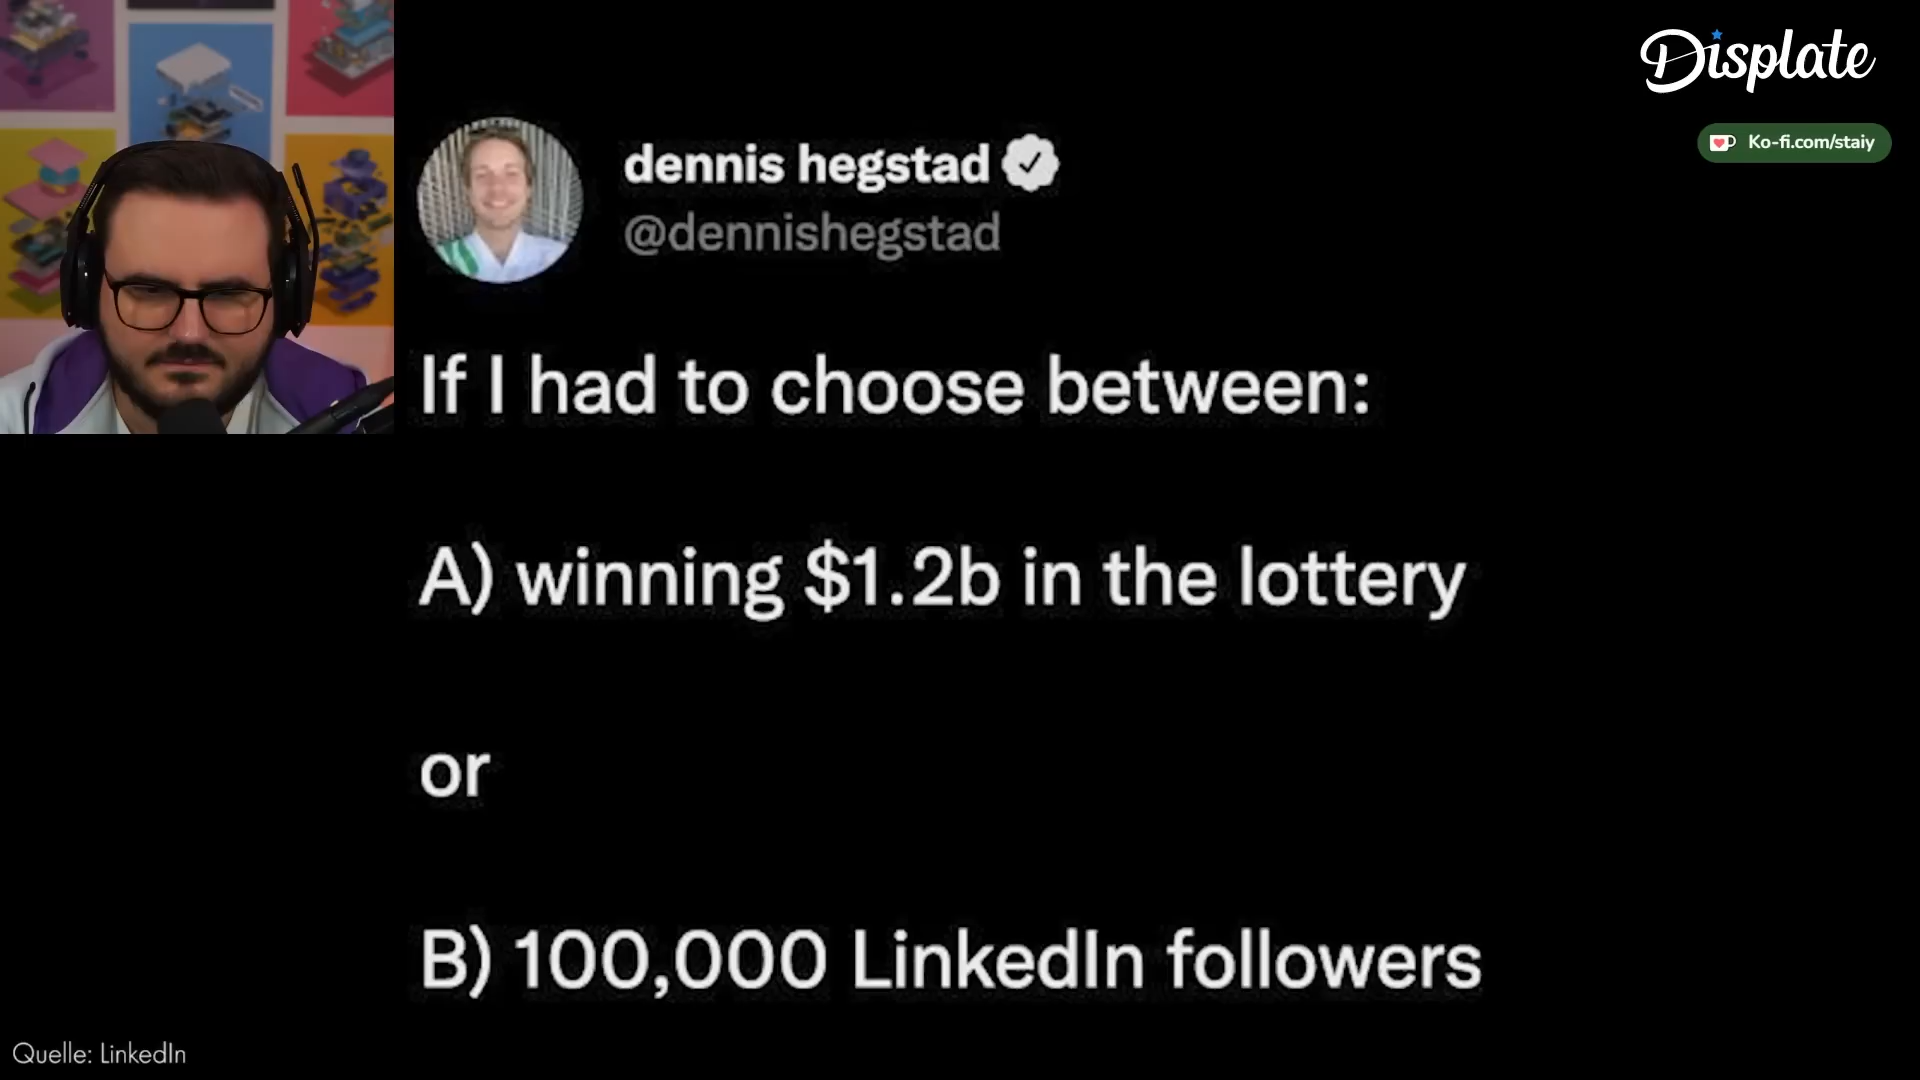 Displate
Ko-fi.com/staiy
dennis hegstad
@dennishegstad
If I had to choose between:
A) winning $1.2b in the lottery
or
B) 100,000 LinkedIn followers
Quelle: LinkedIn